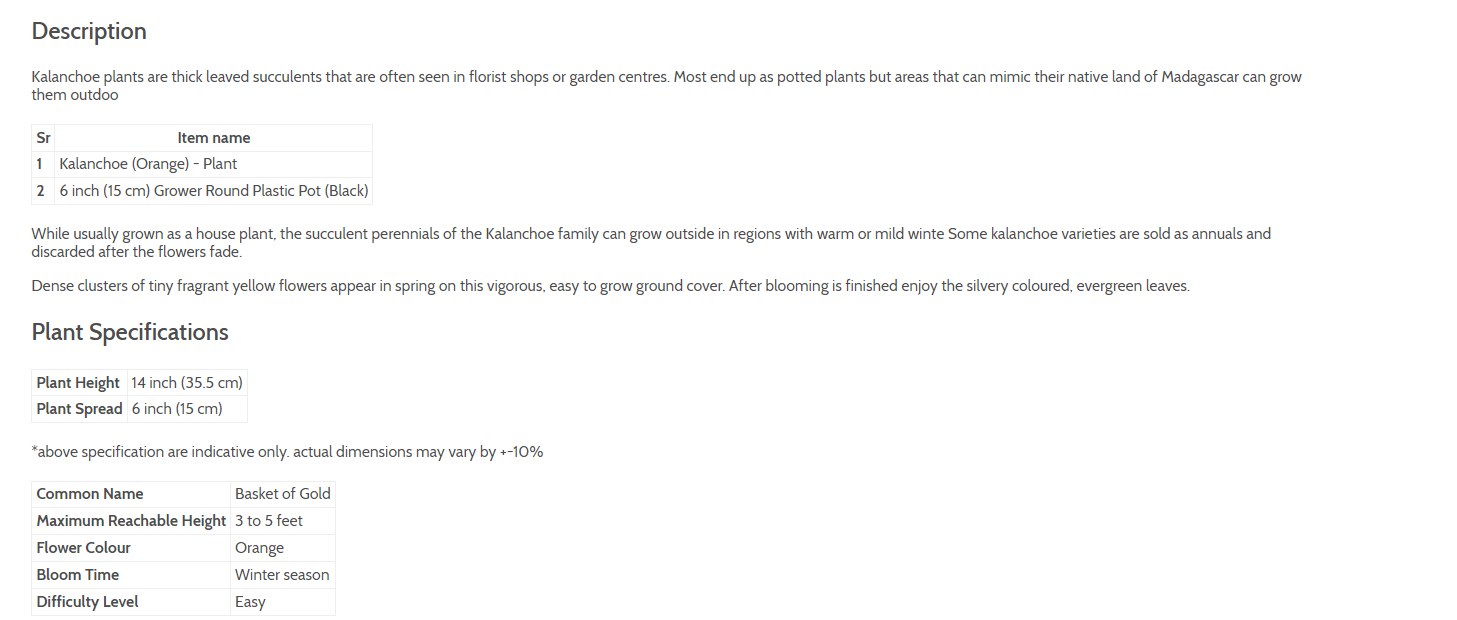 Description
Kalanchoe plants are thick leaved succulents that are often seen in florist shops or garden centres. Most end up as potted plants but areas that can mimic their native land of Madagascar can grow
them outdoo
Sr Item name
1 Kalanchoe (Orange) - Plant
2 6 inch (15 cm) Grower Round Plastic Pot (Black)
While usually grown as a house plant, the succulent perennials of the Kalanchoe family can grow outside in regions with warm or mild winte Some kalanchoe varieties are sold as annuals and
discarded after the flowers fade.
Dense clusters of tiny fragrant yellow flowers appear in spring on this vigorous, easy to grow ground cover. After blooming is finished enjoy the silvery coloured, evergreen leaves.
Plant Specifications
Plant Height 14 inch (35.5 cm)
Plant Spread 6 inch (15 cm)
*above specification are indicative only. actual dimensions may vary by +-10%
Common Name Basket of Gold
Maximum Reachable Height 3 to 5 feet
Flower Colour Orange
Bloom Time Winter season
Difficulty Level Easy